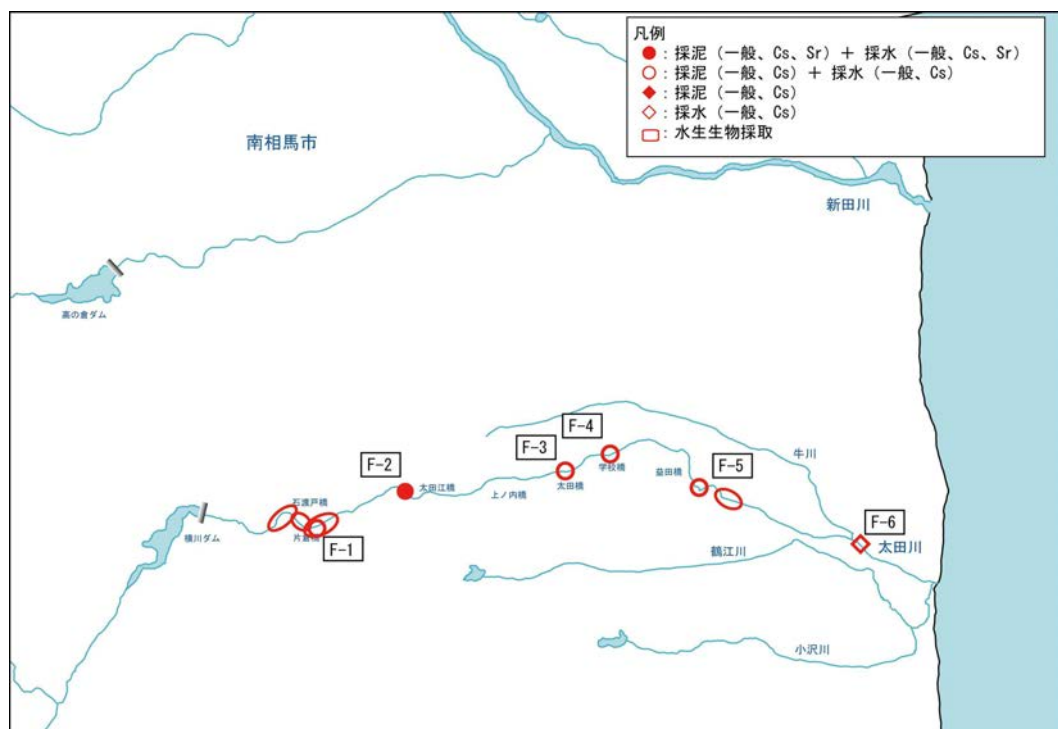 凡例
●：採泥（一般、Cs、Sr）＋ 採水（一般、Cs、Sr）
○：採泥（一般、Cs）＋ 採水（一般、Cs）
◆：採泥（一般、Cs）
◇：採水（一般、Cs）
：水生生物採取
南相馬市
新田川
高の倉ダム
F-4
F-3
学校橋
太田橋
牛川
F-2
益田橋
F-5
太田江橋
上ノ内橋
石渡戸橋
F-6
横川ダム
片倉橋
F-1
太田川
鶴江川
小沢川